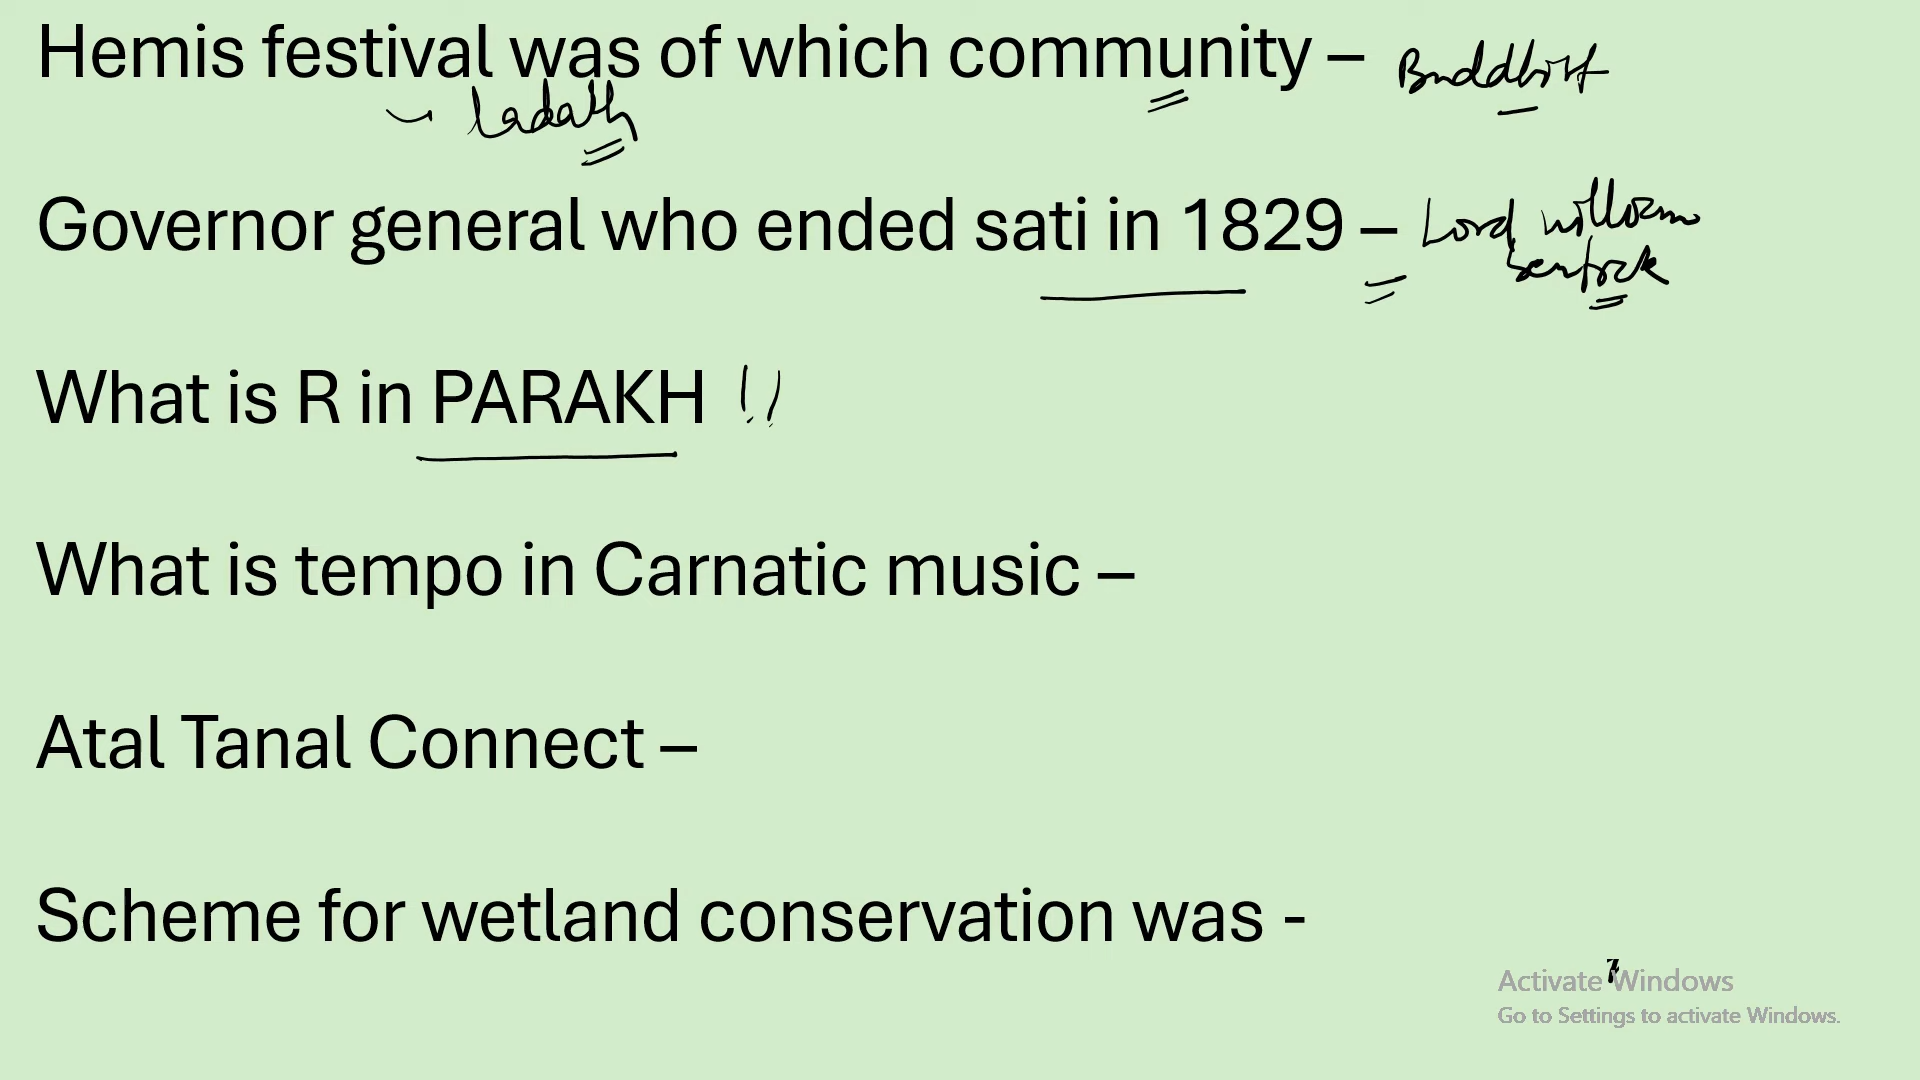 Hemis festival was of which community – Buddhist
ladakh
Governor general who ended sati in 1829 – Lord william
bentick
What is R in PARAKH !!
What is tempo in Carnatic music –
Atal Tanal Connect –
Scheme for wetland conservation was -
Activate Windows
Go to Settings to activate Windows.